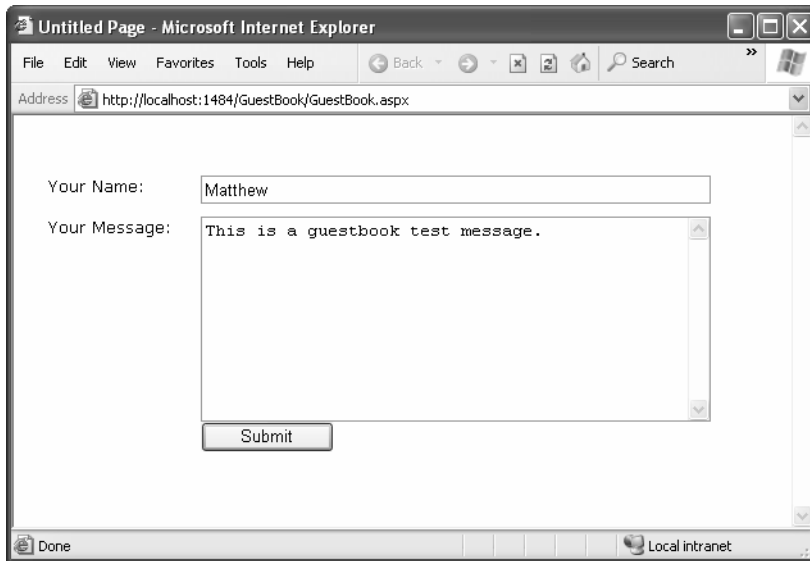 Untitled Page - Microsoft Internet Explorer
File Edit View Favorites Tools Help Back Search »
Address http://localhost:1484/GuestBook/GuestBook.aspx
Your Name: Matthew
Your Message: This is a guestbook test message.
Submit
Done Local intranet